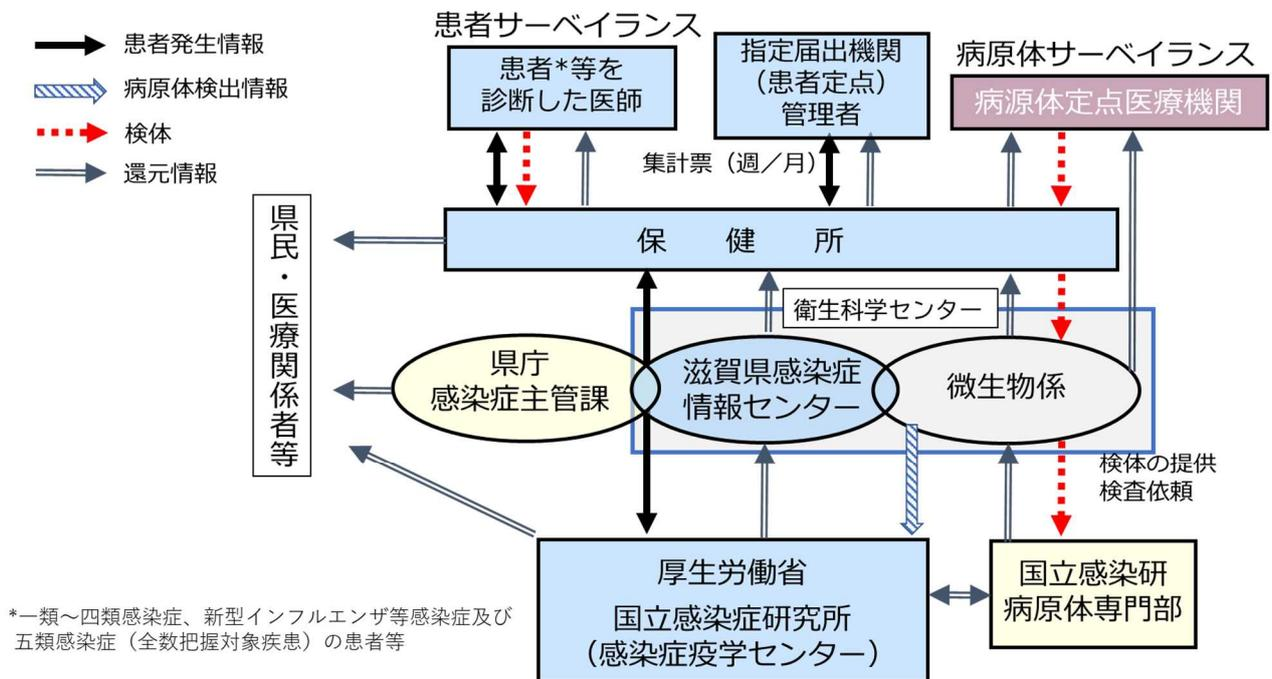 患者発生情報
病原体検出情報
検体
還元情報
患者サーベイランス
患者*等を
診断した医師
指定届出機関
（患者定点）
管理者
病原体サーベイランス
病源体定点医療機関
集計票（週／月）
保　健　所
県民・医療関係者等
衛生科学センター
県庁
感染症主管課
滋賀県感染症
情報センター
微生物係
検体の提供
検査依頼
厚生労働省
国立感染症研究所
（感染症疫学センター）
国立感染研
病原体専門部
*一類～四類感染症、新型インフルエンザ等感染症及び
五類感染症（全数把握対象疾患）の患者等